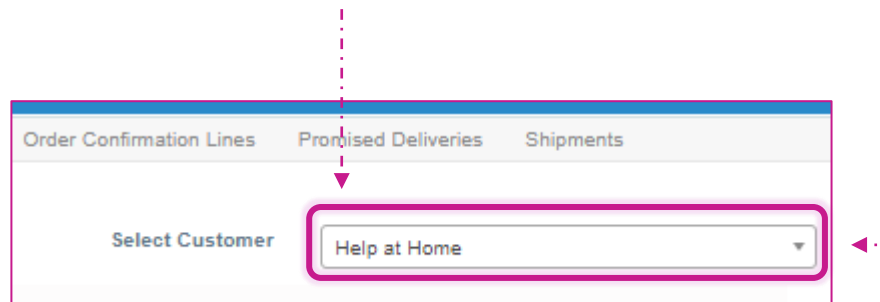 Order Confirmation Lines Promised Deliveries Shipments
Select Customer Help at Home